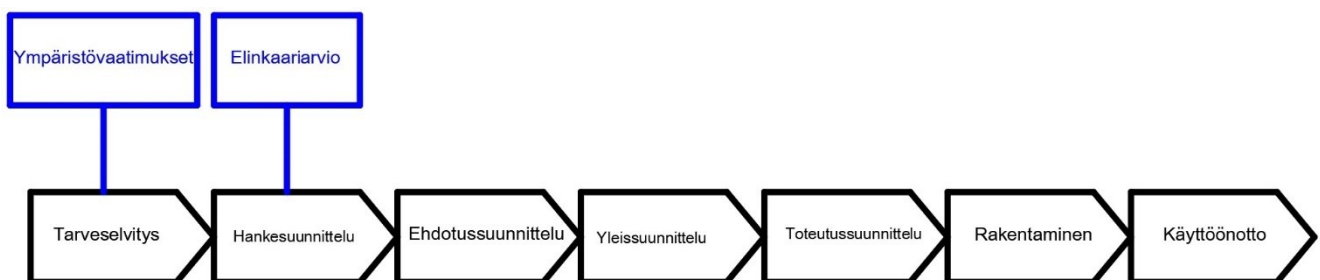 Ympäristövaatimukset
Elinkaariarvio
Tarveselvitys
Hankesuunnittelu
Ehdotussuunnittelu
Yleissuunnittelu
Toteutussuunnittelu
Rakentaminen
Käyttöönotto